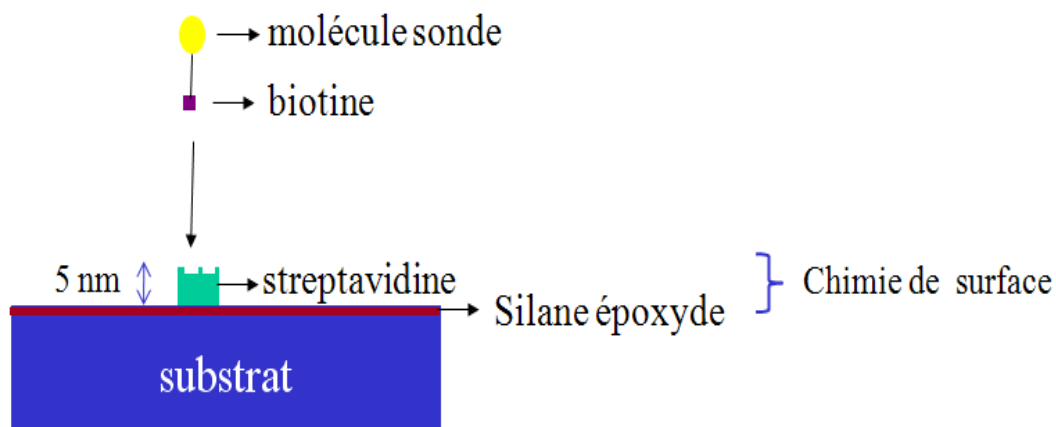 molécule sonde
biotine
5 nm
streptavidine
Silane époxyde
Chimie de surface
substrat